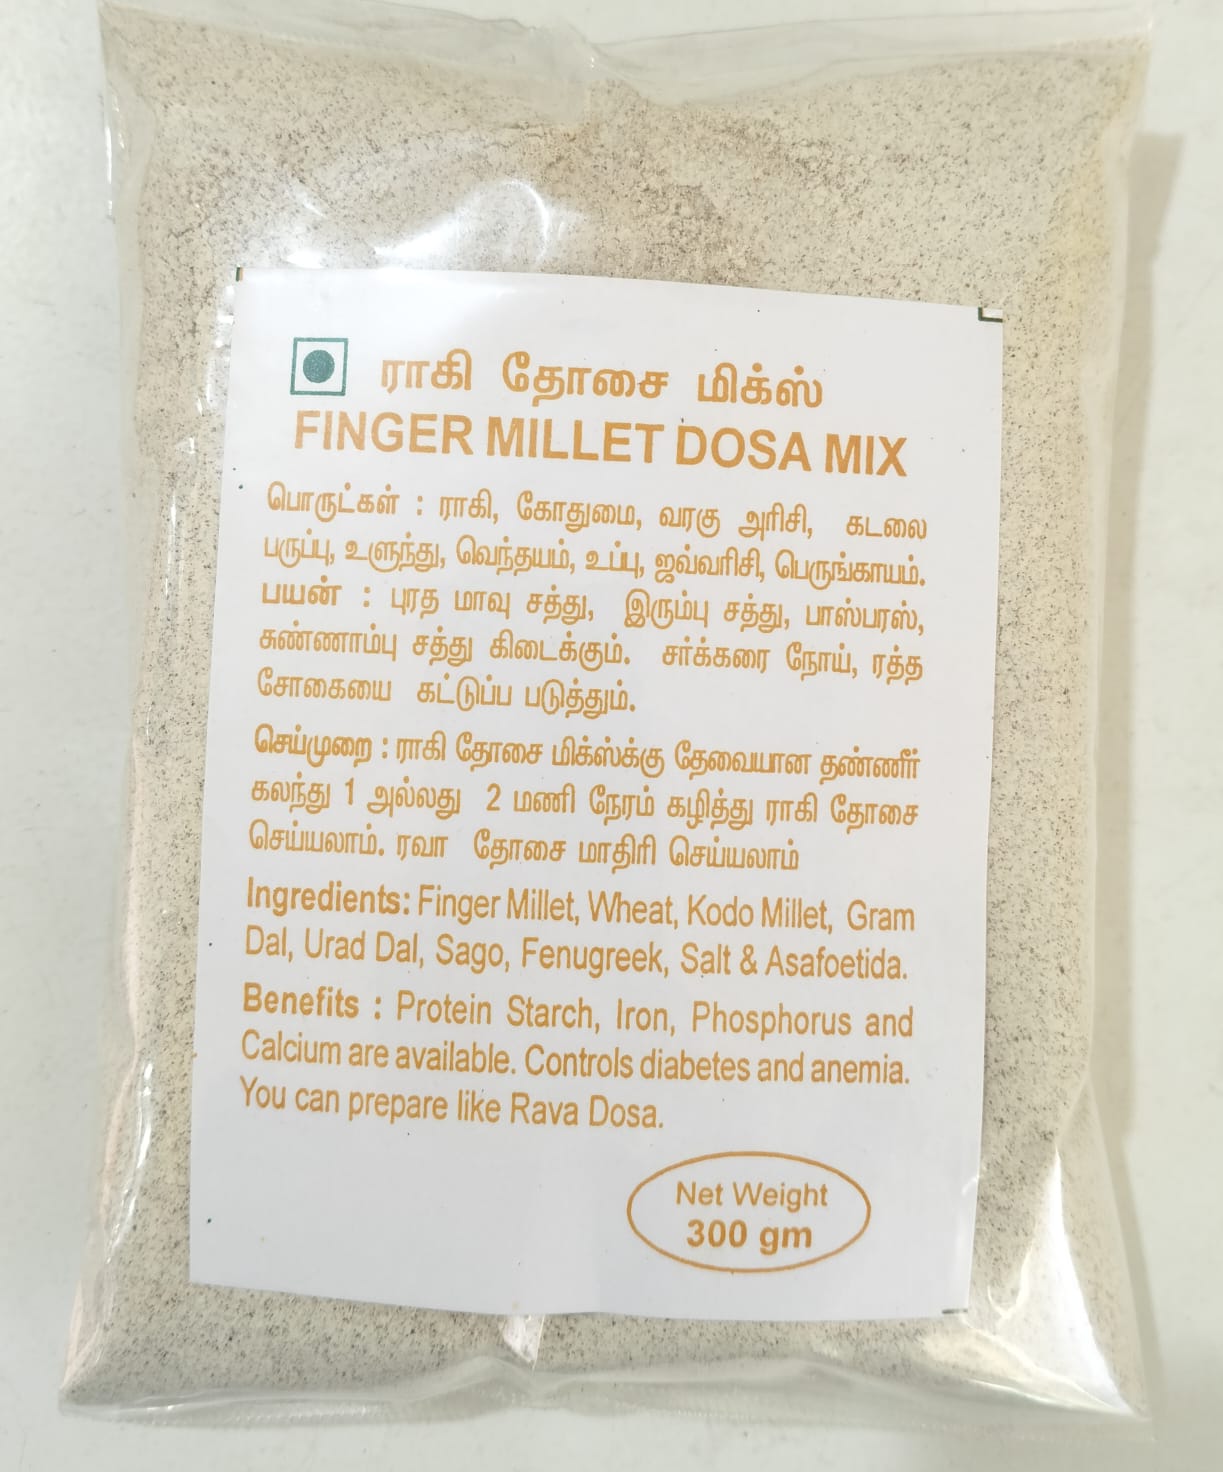 ராகி தோசை மிக்ஸ்
FINGER MILLET DOSA MIX
பொருட்கள் : ராகி, கோதுமை, வரகு அரிசி, கடலை
பருப்பு, உளுந்து, வெந்தயம், உப்பு, ஜவ்வரிசி, பெருங்காயம்.
பயன் : புரத மாவு சத்து, இரும்பு சத்து, பாஸ்பரஸ்,
சுண்ணாம்பு சத்து கிடைக்கும். சர்க்கரை நோய், ரத்த
சோகையை கட்டுப்ப படுத்தும்.
செய்முறை : ராகி தோசை மிக்ஸ்க்கு தேவையான தண்ணீர்
கலந்து 1 அல்லது 2 மணி நேரம் கழித்து ராகி தோசை
செய்யலாம். ரவா தோசை மாதிரி செய்யலாம்
Ingredients: Finger Millet, Wheat, Kodo Millet, Gram
Dal, Urad Dal, Sago, Fenugreek, Salt & Asafoetida.
Benefits : Protein Starch, Iron, Phosphorus and
Calcium are available. Controls diabetes and anemia.
You can prepare like Rava Dosa.
Net Weight
300 gm